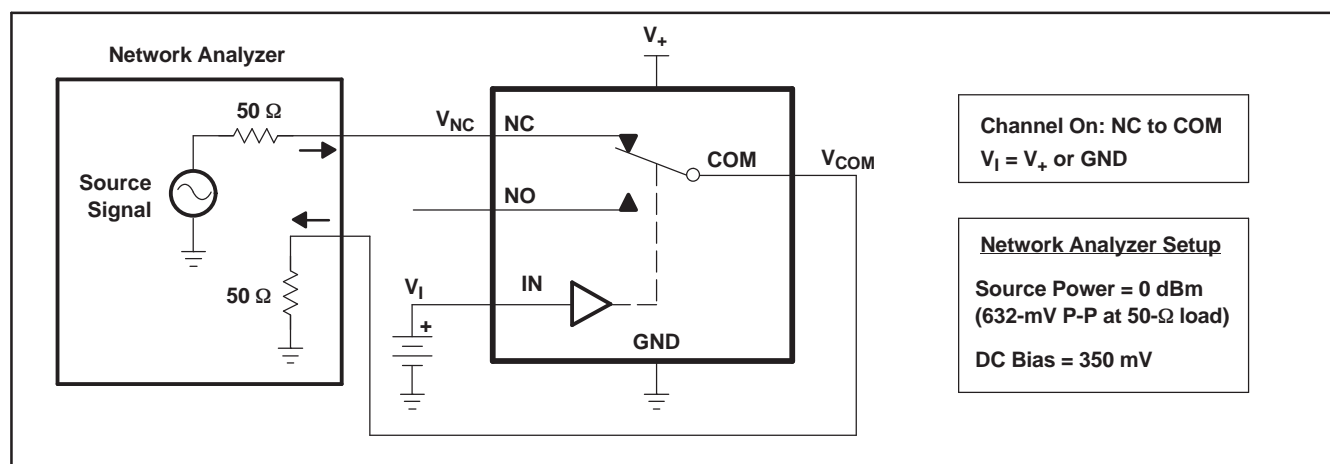 Network Analyzer
50 Ω
Source
Signal
50 Ω
V+
VNC
NC
COM
VCOM
NO
VI
+
IN
GND
Channel On: NC to COM
VI = V+ or GND
Network Analyzer Setup
Source Power = 0 dBm
(632-mV P-P at 50-Ω load)
DC Bias = 350 mV